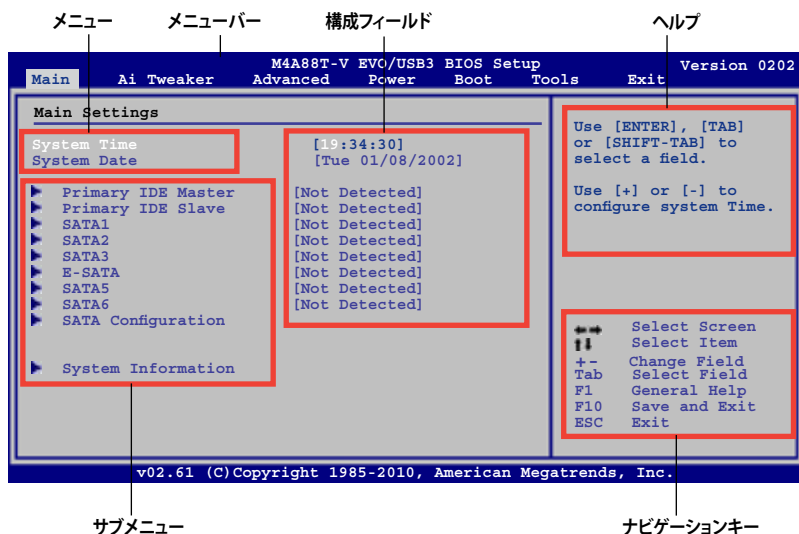 メニュー メニューバー 構成フィールド ヘルプ
M4A88T-V EVO/USB3 BIOS Setup Version 0202
Main Ai Tweaker Advanced Power Boot Tools Exit
Main Settings
System Time [19:34:30]
System Date [Tue 01/08/2002]
Primary IDE Master [Not Detected]
Primary IDE Slave [Not Detected]
SATA1 [Not Detected]
SATA2 [Not Detected]
SATA3 [Not Detected]
E-SATA [Not Detected]
SATA5 [Not Detected]
SATA6 [Not Detected]
SATA Configuration
System Information
Use [ENTER], [TAB]
or [SHIFT-TAB] to
select a field.
Use [+] or [-] to
configure system Time.
←→ Select Screen
↑↓ Select Item
+- Change Field
Tab Select Field
F1 General Help
F10 Save and Exit
ESC Exit
v02.61 (C)Copyright 1985-2010, American Megatrends, Inc.
サブメニュー ナビゲーションキー